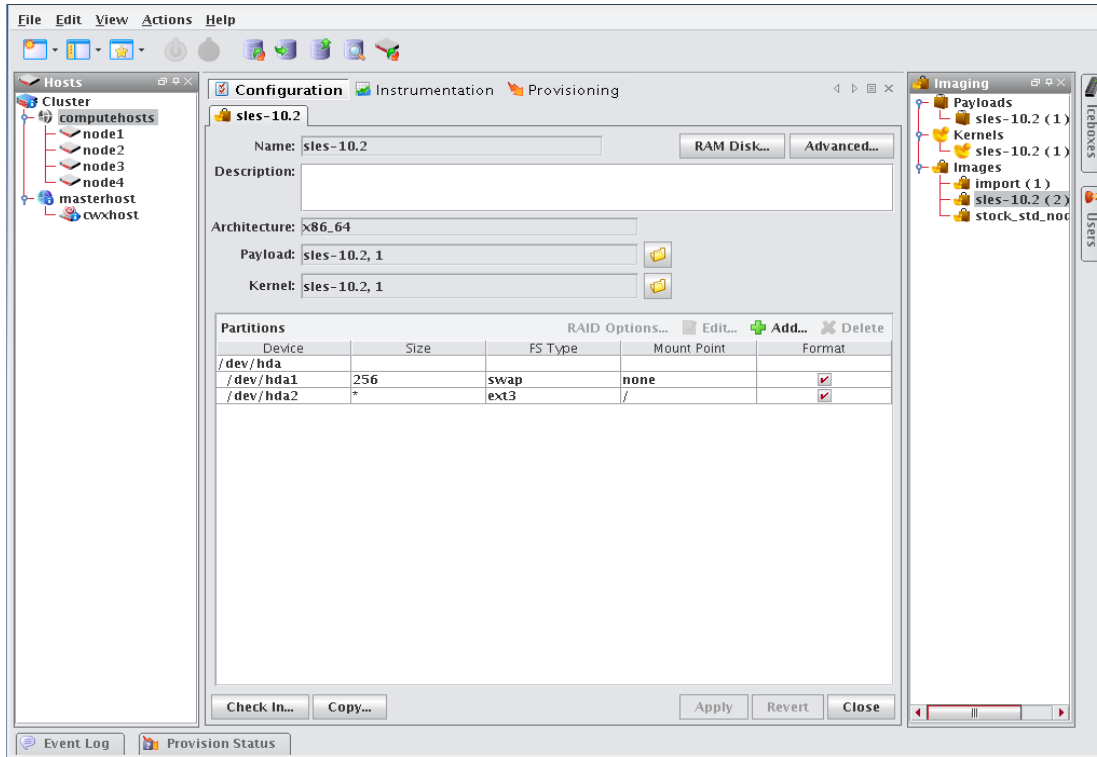 File Edit View Actions Help
Hosts
Cluster
computehosts
node1
node2
node3
node4
masterhost
cwxhost
Configuration Instrumentation Provisioning
sles-10.2
Name: sles-10.2 RAM Disk... Advanced...
Description:
Architecture: x86_64
Payload: sles-10.2, 1
Kernel: sles-10.2, 1
Partitions RAID Options... Edit... Add... Delete
Device Size FS Type Mount Point Format
/dev/hda
/dev/hda1 256 swap none
/dev/hda2 * ext3 /
Check In... Copy... Apply Revert Close
Imaging
Payloads
sles-10.2 (1)
Kernels
sles-10.2 (1)
Images
import (1)
sles-10.2 (2)
stock_std_nod
Iceboxes
Users
Event Log Provision Status